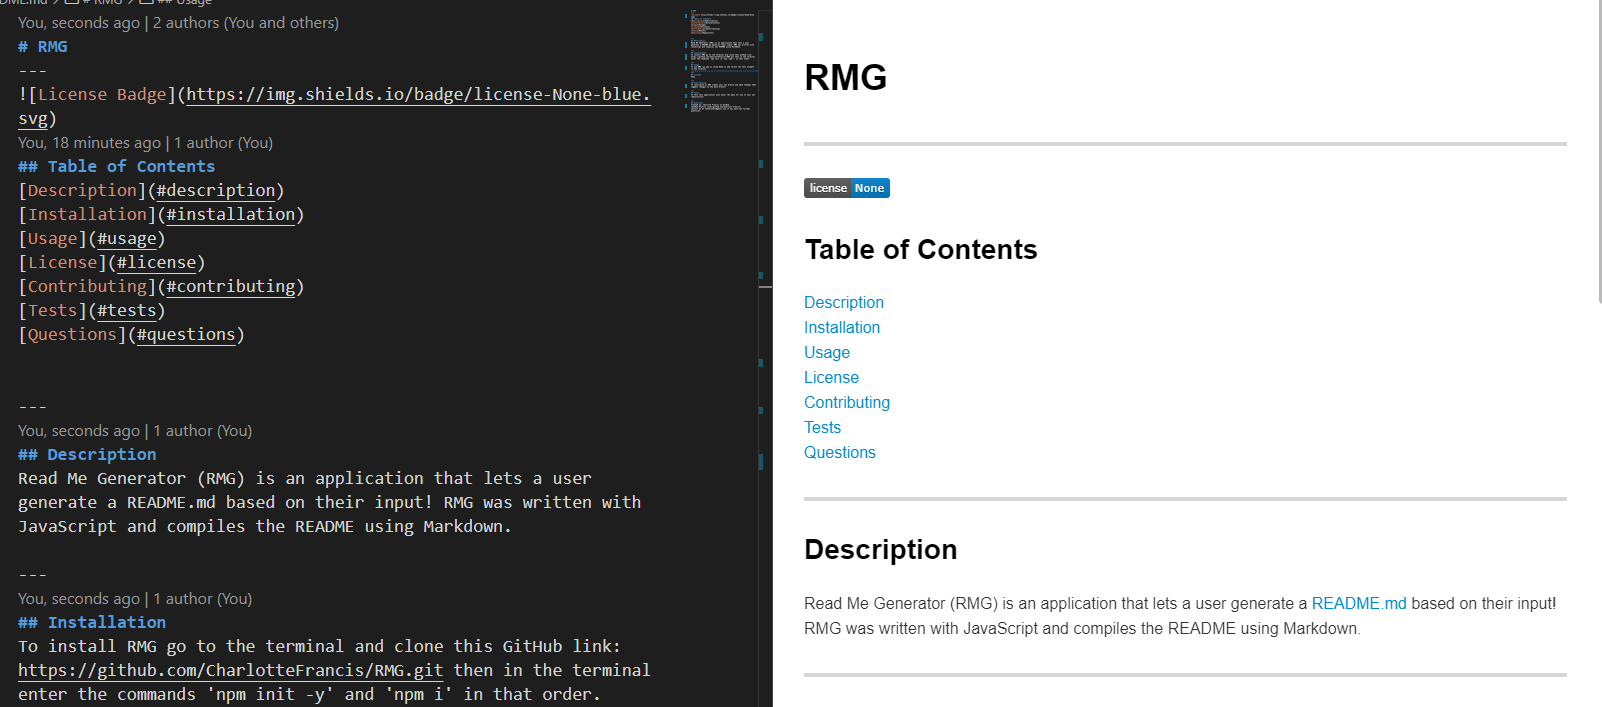 You, seconds ago | 2 authors (You and others)
# RMG
---
![License Badge](https://img.shields.io/badge/license-None-blue.
svg)
You, 18 minutes ago | 1 author (You)
## Table of Contents
[Description](#description)
[Installation](#installation)
[Usage](#usage)
[License](#license)
[Contributing](#contributing)
[Tests](#tests)
[Questions](#questions)
---
You, seconds ago | 1 author (You)
## Description
Read Me Generator (RMG) is an application that lets a user
generate a README.md based on their input! RMG was written with
JavaScript and compiles the README using Markdown.
---
You, seconds ago | 1 author (You)
## Installation
To install RMG go to the terminal and clone this GitHub link:
https://github.com/CharlotteFrancis/RMG.git then in the terminal
enter the commands 'npm init -y' and 'npm i' in that order.
RMG
license None
Table of Contents
Description
Installation
Usage
License
Contributing
Tests
Questions
Description
Read Me Generator (RMG) is an application that lets a user generate a README.md based on their input!
RMG was written with JavaScript and compiles the README using Markdown.